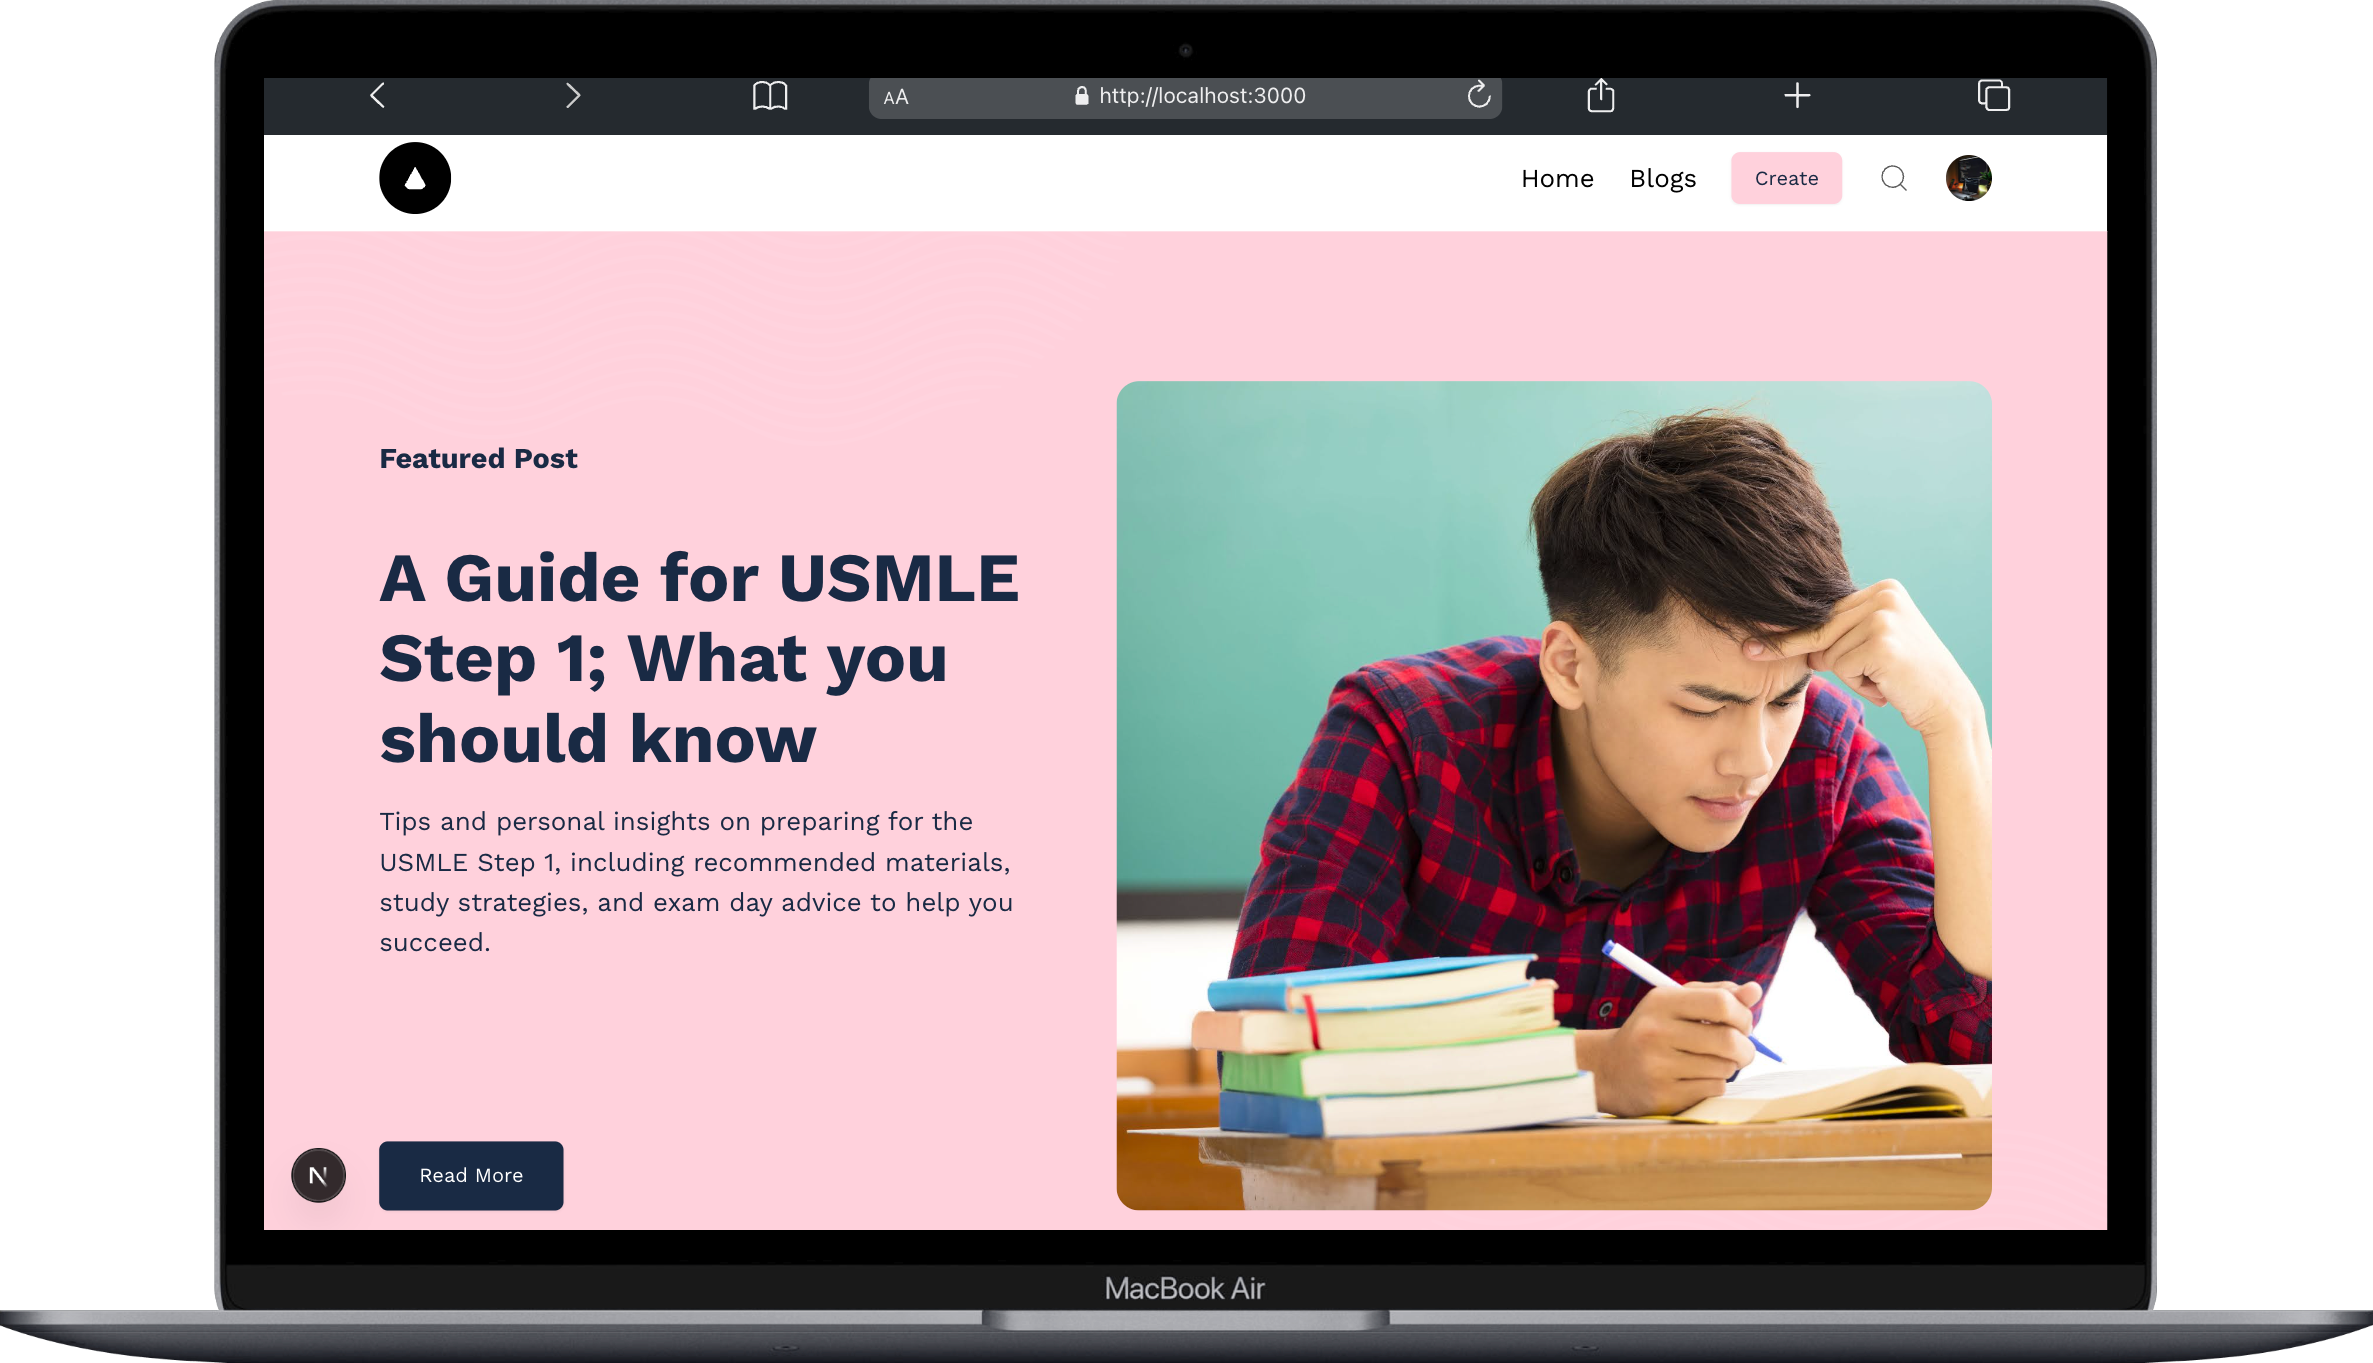 AA
http://localhost:3000
Home
Blogs
Create
Featured Post
A Guide for USMLE
Step 1; What you
should know
Tips and personal insights on preparing for the
USMLE Step 1, including recommended materials,
study strategies, and exam day advice to help you
succeed.
N
Read More
MacBook Air